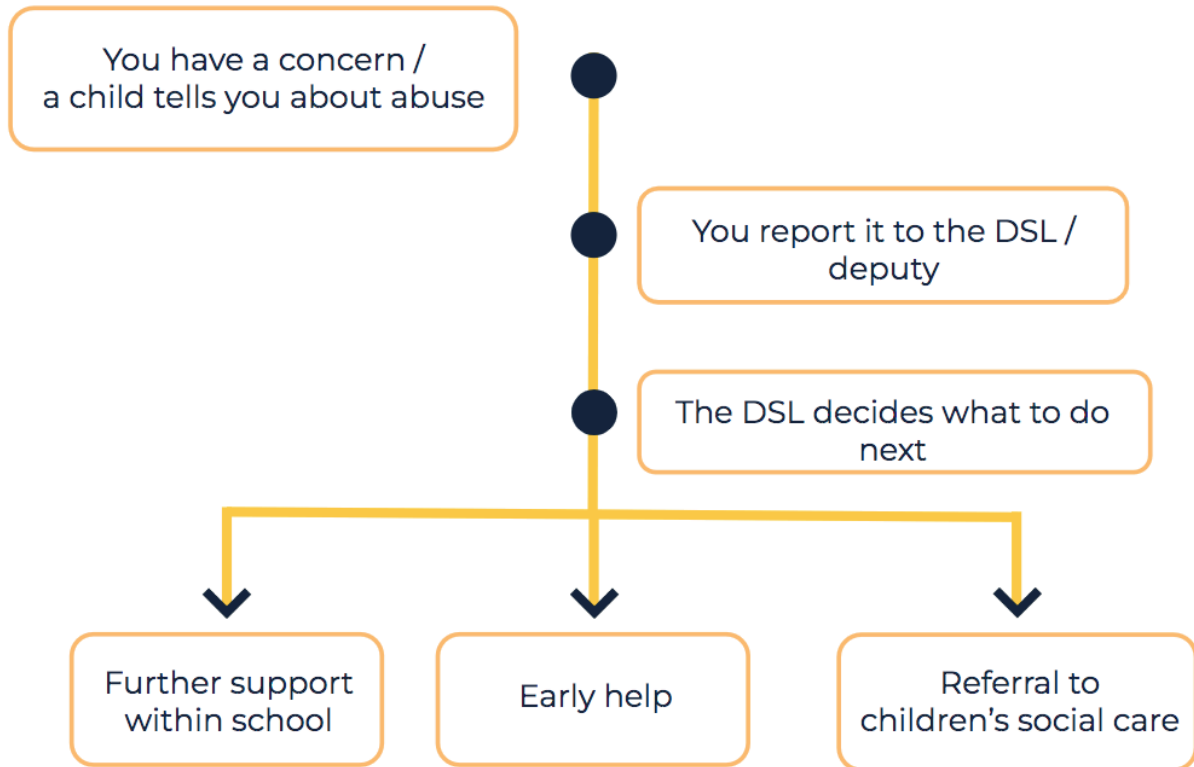 You have a concern /
a child tells you about abuse
You report it to the DSL /
deputy
The DSL decides what to do
next
Further support
within school
Early help
Referral to
children’s social care